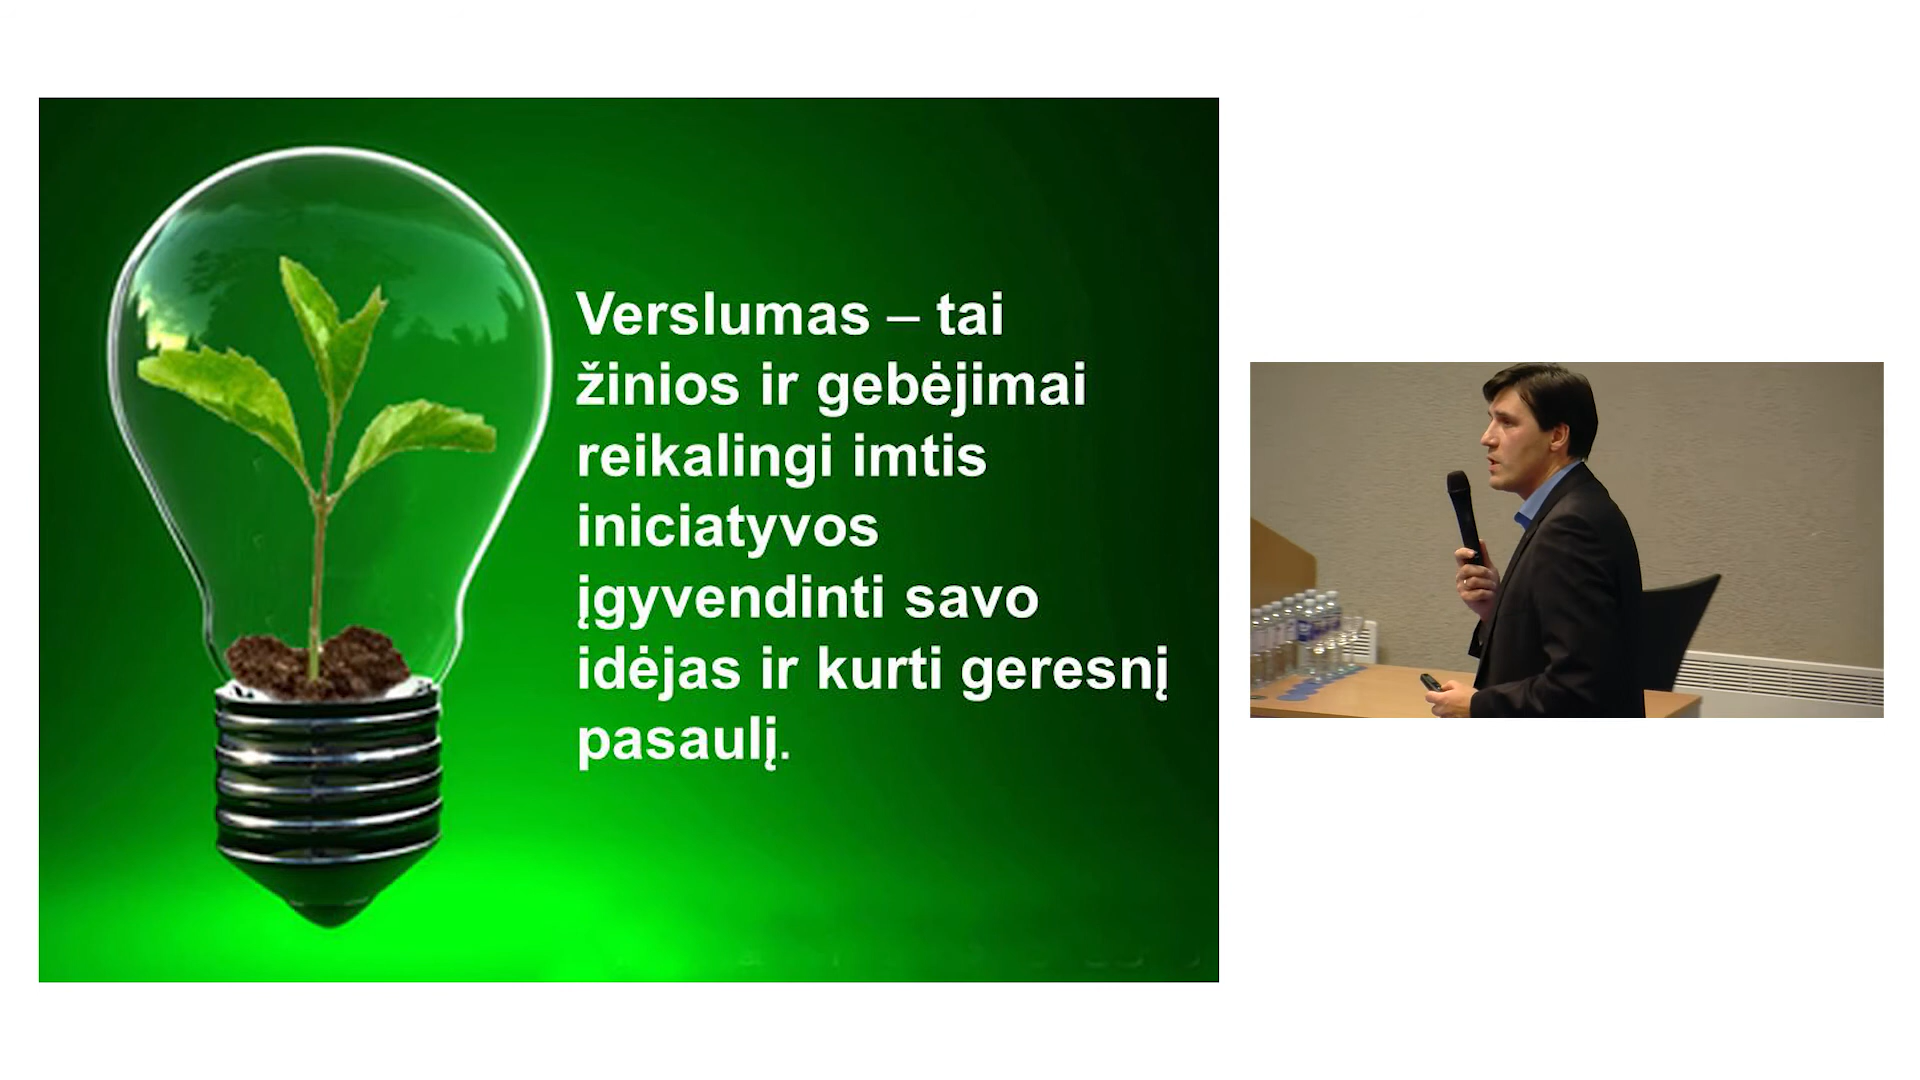 Verslumas – tai
žinios ir gebėjimai
reikalingi imtis
iniciatyvos
įgyvendinti savo
idėjas ir kurti geresnį
pasaulį.